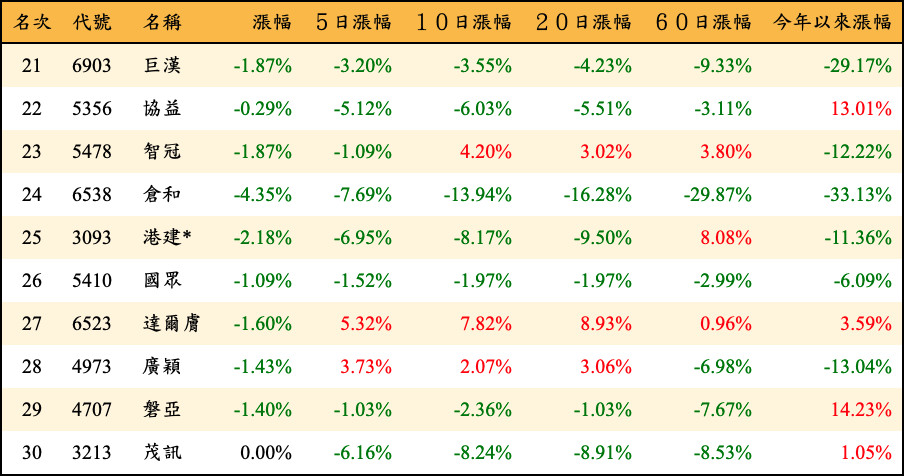 名次 代號 名稱 漲幅 5日漲幅 10日漲幅 20日漲幅 60日漲幅 今年以來漲幅
21 6903 巨漢 -1.87% -3.20% -3.55% -4.23% -9.33% -29.17%
22 5356 協益 -0.29% -5.12% -6.03% -5.51% -3.11% 13.01%
23 5478 智冠 -1.87% -1.09% 4.20% 3.02% 3.80% -12.22%
24 6538 倉和 -4.35% -7.69% -13.94% -16.28% -29.87% -33.13%
25 3093 港建* -2.18% -6.95% -8.17% -9.50% 8.08% -11.36%
26 5410 國眾 -1.09% -1.52% -1.97% -1.97% -2.99% -6.09%
27 6523 達爾膚 -1.60% 5.32% 7.82% 8.93% 0.96% 3.59%
28 4973 廣穎 -1.43% 3.73% 2.07% 3.06% -6.98% -13.04%
29 4707 磐亞 -1.40% -1.03% -2.36% -1.03% -7.67% 14.23%
30 3213 茂訊 0.00% -6.16% -8.24% -8.91% -8.53% 1.05%